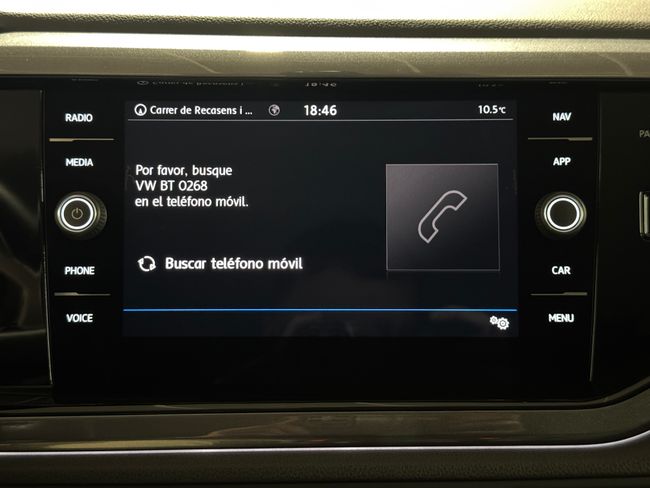 Carrer de Recasens i ...
18:46
10.5°C
RADIO
MEDIA
PHONE
VOICE
Por favor, busque
VW BT 0268
en el teléfono móvil.
Buscar teléfono móvil
NAV
APP
CAR
MENU
PA